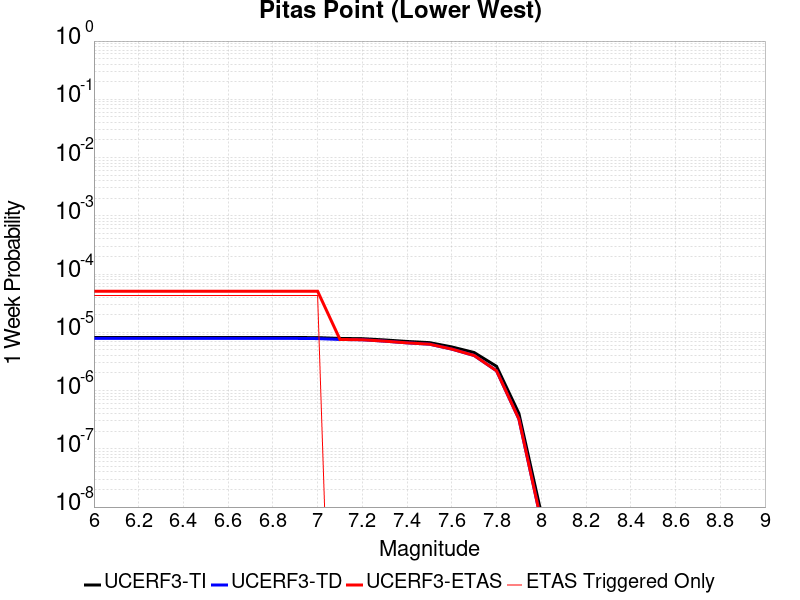 Pitas Point (Lower West)
10^0
10^-1
10^-2
10^-3
10^-4
10^-5
10^-6
10^-7
10^-8
1 Week Probability
6 6.2 6.4 6.6 6.8 7 7.2 7.4 7.6 7.8 8 8.2 8.4 8.6 8.8 9
Magnitude
UCERF3-TI UCERF3-TD UCERF3-ETAS ETAS Triggered Only